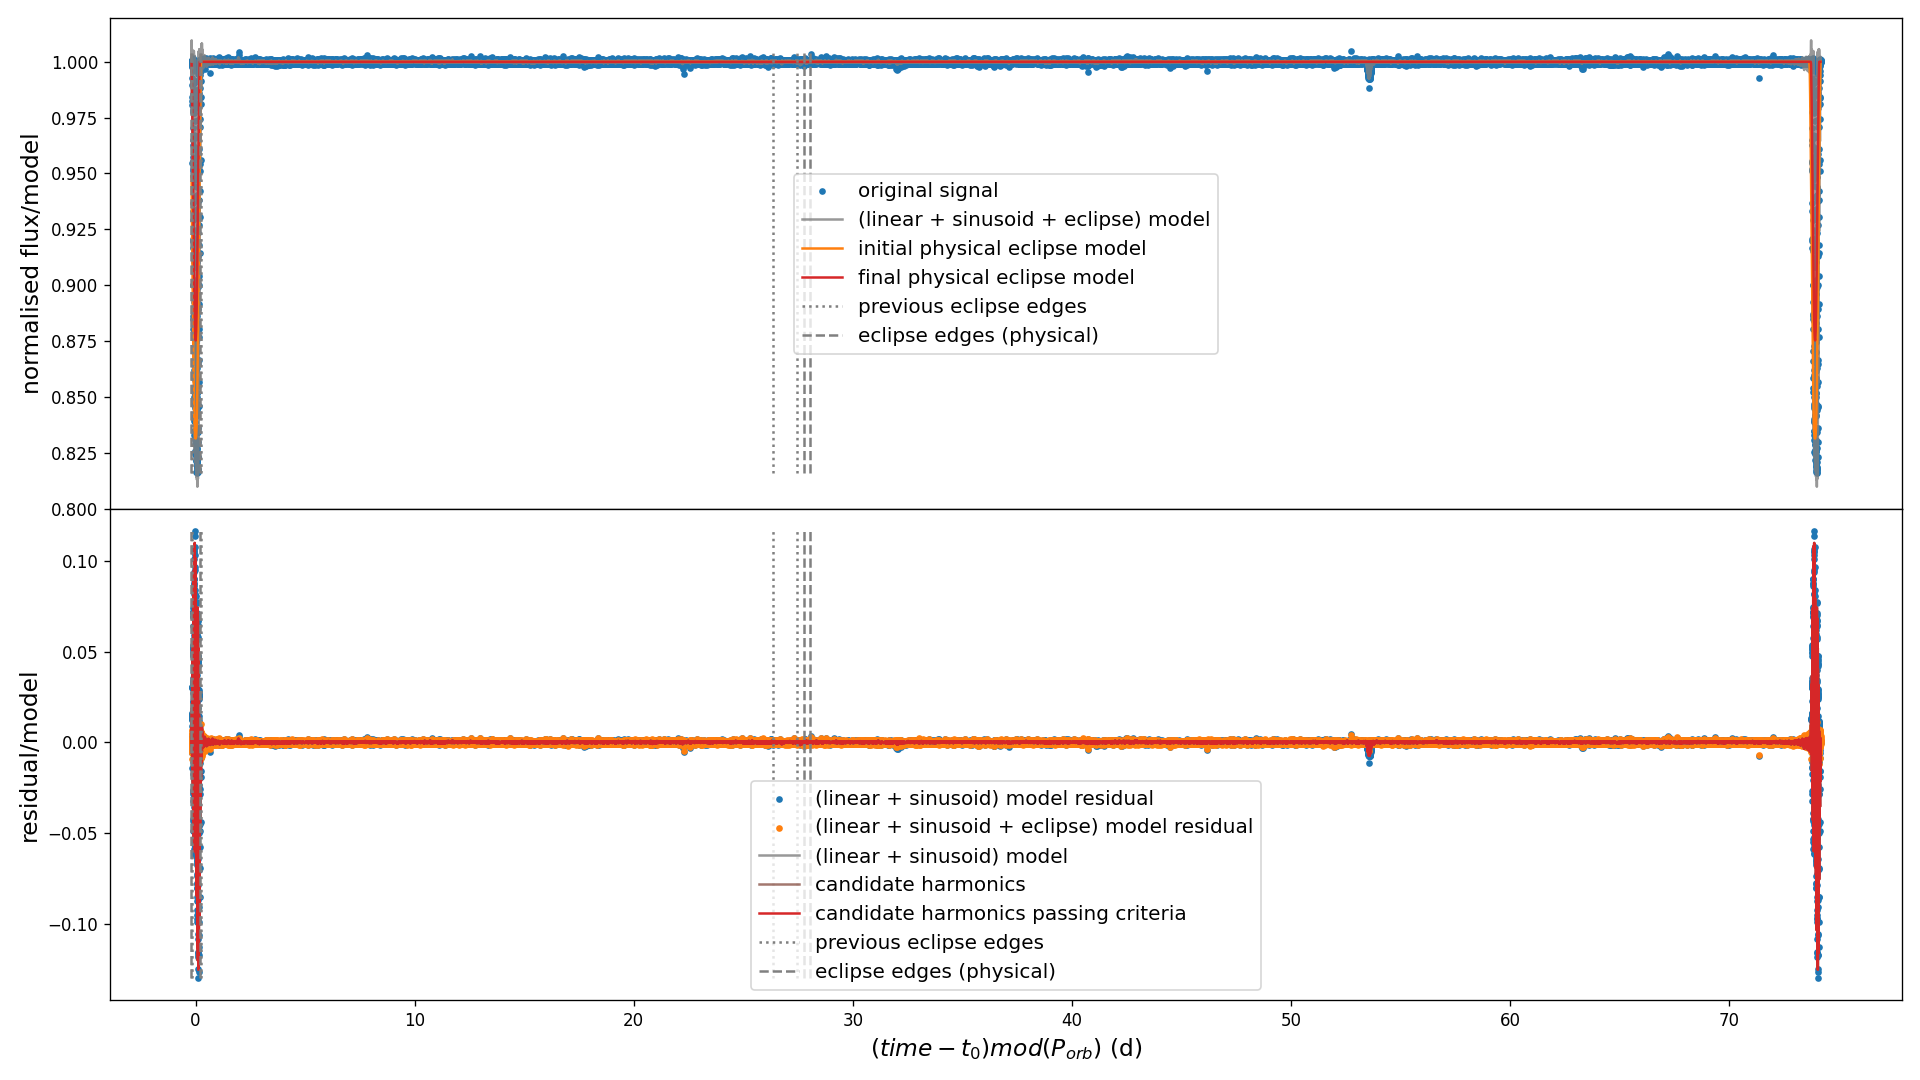 normalised flux/model
1.000
0.975
0.950
0.925
0.900
0.875
0.850
0.825
0.800
original signal
(linear + sinusoid + eclipse) model
initial physical eclipse model
final physical eclipse model
previous eclipse edges
eclipse edges (physical)
residual/model
0.10
0.05
0.00
−0.05
−0.10
(linear + sinusoid) model residual
(linear + sinusoid + eclipse) model residual
(linear + sinusoid) model
candidate harmonics
candidate harmonics passing criteria
previous eclipse edges
eclipse edges (physical)
0 10 20 30 40 50 60 70
(time − t₀)mod(P_orb) (d)